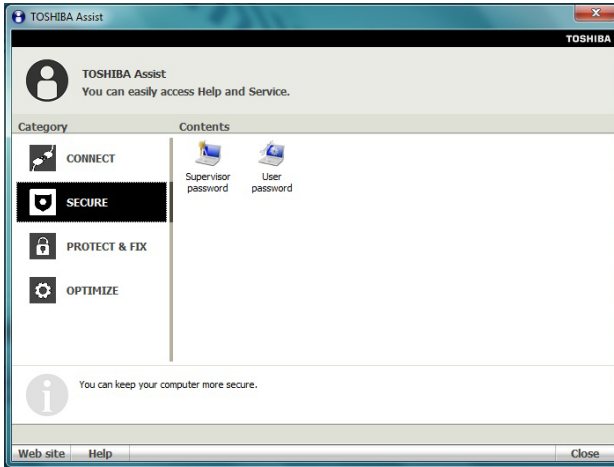 TOSHIBA Assist
TOSHIBA
TOSHIBA Assist
You can easily access Help and Service.
Category
Contents
CONNECT
SECURE
PROTECT & FIX
OPTIMIZE
Supervisor
password
User
password
You can keep your computer more secure.
Web site
Help
Close